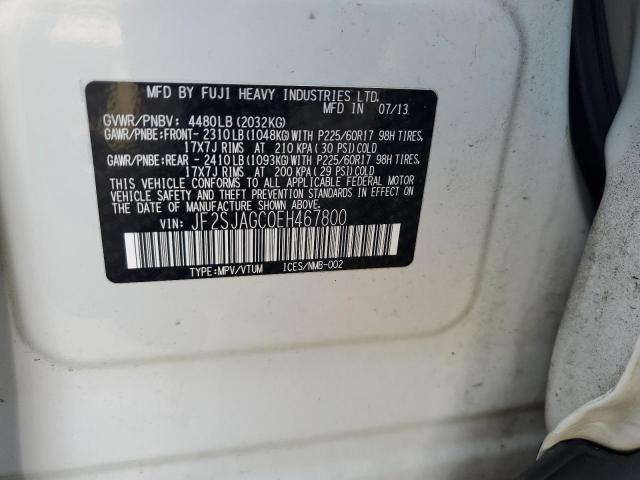 MFD BY FUJI HEAVY INDUSTRIES LTD.
MFD IN 07/13
GVWR/PNBV: 4480LB (2032KG)
GAWR/PNBE:FRONT- 2310LB(1048KG)WITH P225/60R17 98H TIRES,
17X7J RIMS AT 210 KPA( 30 PSI)COLD
GAWR/PNBE:REAR - 2410LB(1093KG)WITH P225/60R17 98H TIRES,
17X7J RIMS AT 200 KPA( 29 PSI)COLD
THIS VEHICLE CONFORMS TO ALL APPLICABLE FEDERAL MOTOR
VEHICLE SAFETY AND THEFT PREVENTION STANDARDS IN EFFECT
ON THE DATE OF MANUFACTURE SHOWN ABOVE.
VIN: JF2SJAGC0EH467800
TYPE:MPV/VTUM ICES/NMB-002